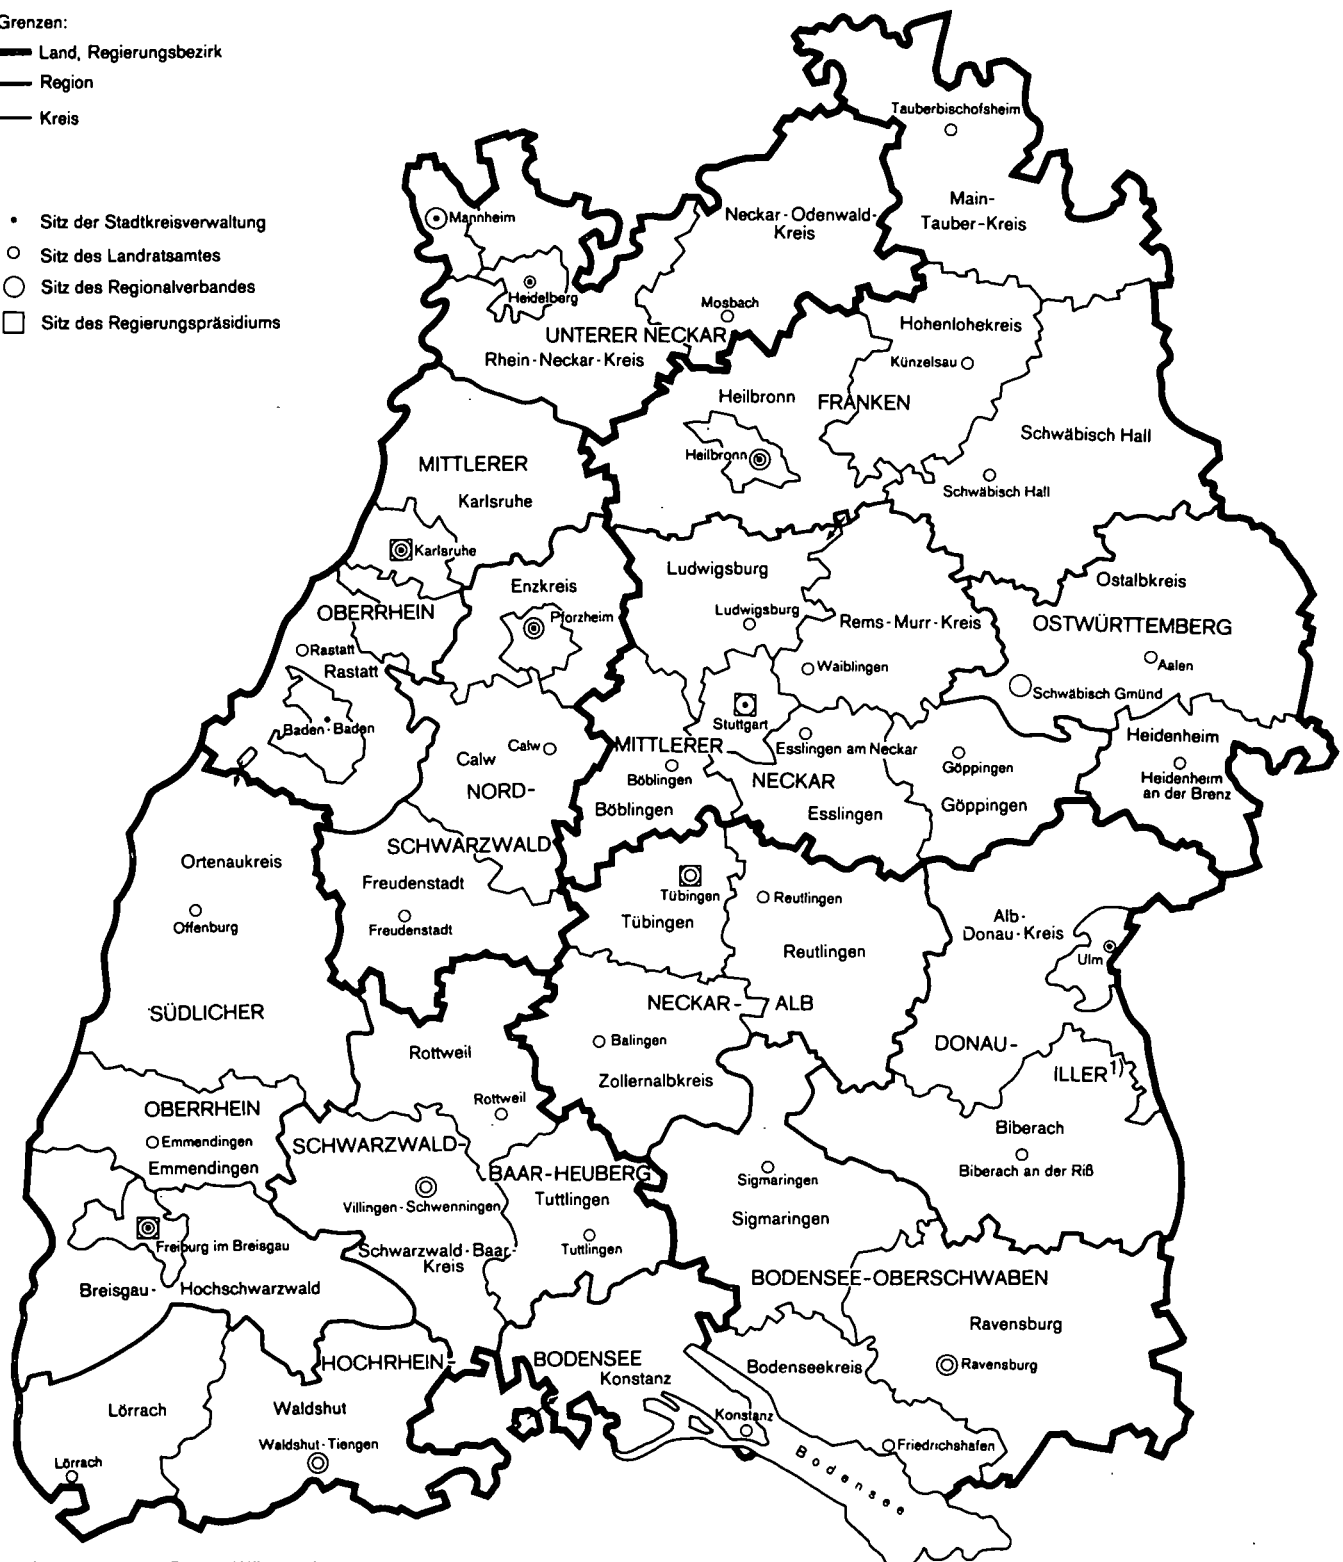 Grenzen:
Land, Regierungsbezirk
Region
Kreis
Sitz der Stadtkreisverwaltung
Sitz des Landratsamtes
Sitz des Regionalverbandes
Sitz des Regierungspräsidiums
Tauberbischofsheim
Main-
Tauber-Kreis
Mannheim
Neckar-Odenwald-
Kreis
Heidelberg
Mosbach
UNTERER NECKAR
Rhein-Neckar-Kreis
Hohenlohekreis
Künzelsau
Heilbronn
FRANKEN
Heilbronn
Schwäbisch Hall
Schwäbisch Hall
MITTLERER
Karlsruhe
Karlsruhe
Enzkreis
Pforzheim
OBERRHEIN
Rastatt
Rastatt
Baden-Baden
Ludwigsburg
Ludwigsburg
Rems-Murr-Kreis
Waiblingen
Ostalbkreis
OSTWÜRTTEMBERG
Aalen
Schwäbisch Gmünd
Stuttgart
Calw
Calw
NORD-
SCHWARZWALD
MITTLERER
Böblingen
Böblingen
Esslingen am Neckar
NECKAR
Esslingen
Göppingen
Göppingen
Heidenheim
Heidenheim
an der Brenz
Ortenaukreis
Offenburg
Freudenstadt
Freudenstadt
Tübingen
Tübingen
Reutlingen
Reutlingen
Alb-
Donau-Kreis
Ulm
SÜDLICHER
NECKAR-ALB
Balingen
Zollernalbkreis
DONAU-
ILLER 1)
Rottweil
Rottweil
OBERRHEIN
Emmendingen
Emmendingen
SCHWARZWALD-
BAAR-HEUBERG
Villingen-Schwenningen
Tuttlingen
Tuttlingen
Sigmaringen
Sigmaringen
Biberach
Biberach an der Riß
Freiburg im Breisgau
Schwarzwald-Baar-
Kreis
Breisgau-Hochschwarzwald
BODENSEE-OBERSCHWABEN
Ravensburg
Ravensburg
HOCHRHEIN-
BODENSEE
Konstanz
Bodenseekreis
Lörrach
Waldshut
Konstanz
Waldshut-Tiengen
Friedrichshafen
Lörrach
Bodensee